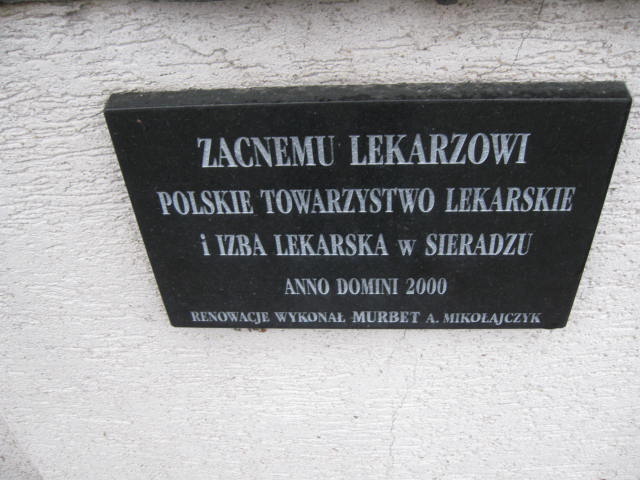 ZACNEMU LEKARZOWI
POLSKIE TOWARZYSTWO LEKARSKIE
i IZBA LEKARSKA w SIERADZU
ANNO DOMINI 2000
RENOWACJE WYKONAŁ MURBET A. MIKOŁAJCZYK